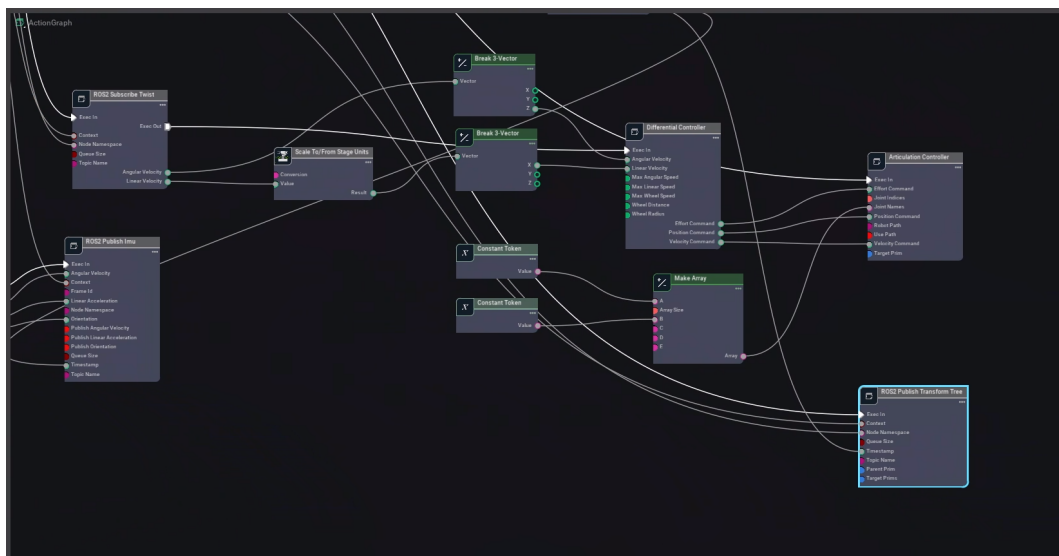 ActionGraph
ROS2 Subscribe Twist
Exec In
Exec Out
Context
Node Namespace
Queue Size
Topic Name
Angular Velocity
Linear Velocity
Scale To/From Stage Units
Conversion
Value
Result
Break 3-Vector
Vector
X
Y
Z
Break 3-Vector
Vector
X
Y
Z
Differential Controller
Exec In
Angular Velocity
Linear Velocity
Max Angular Speed
Max Linear Speed
Max Wheel Speed
Wheel Distance
Wheel Radius
Effort Command
Position Command
Velocity Command
Articulation Controller
Exec In
Effort Command
Joint Indices
Joint Names
Position Command
Robot Path
Use Path
Velocity Command
Target Prim
ROS2 Publish Imu
Exec In
Angular Velocity
Context
Frame Id
Linear Acceleration
Node Namespace
Orientation
Publish Angular Velocity
Publish Linear Acceleration
Publish Orientation
Queue Size
Timestamp
Topic Name
Constant Token
Value
Constant Token
Value
Make Array
A
Array Size
B
C
D
E
Array
ROS2 Publish Transform Tree
Exec In
Context
Node Namespace
Queue Size
Timestamp
Topic Name
Parent Prim
Target Prims